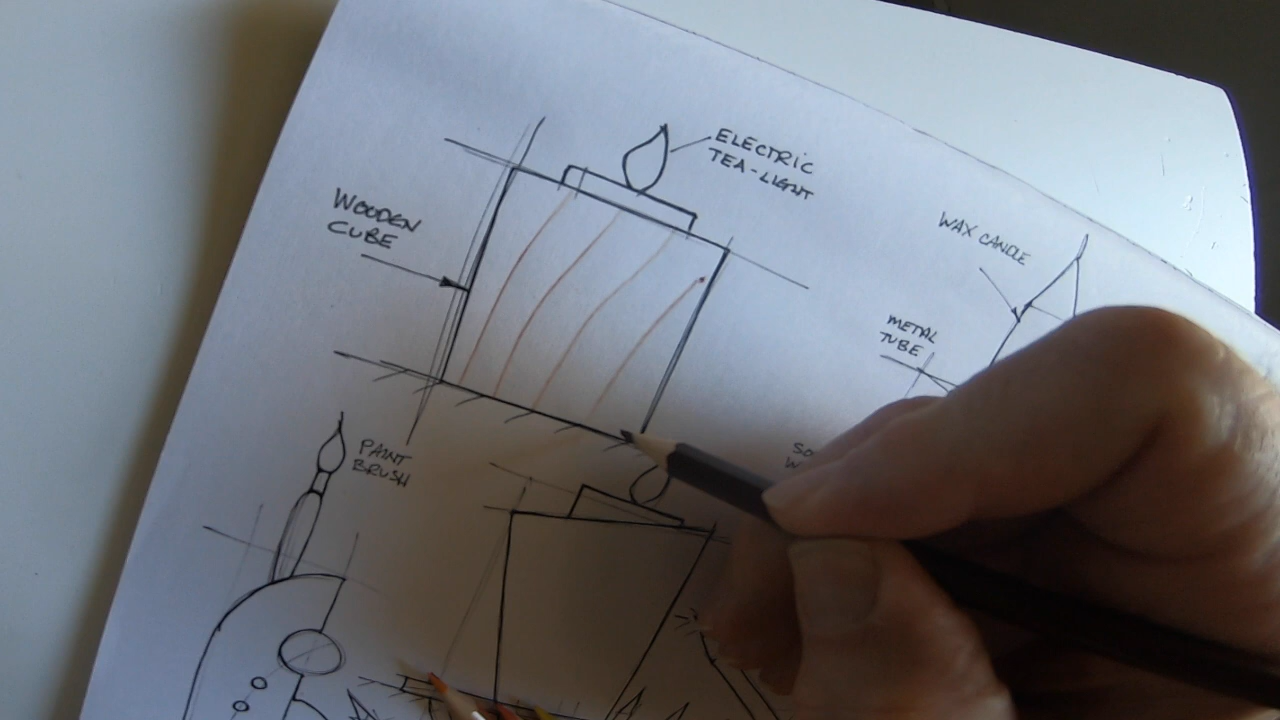 ELECTRIC
TEA-LIGHT
WOODEN
CUBE
WAX CANDLE
METAL
TUBE
PAINT
BRUSH